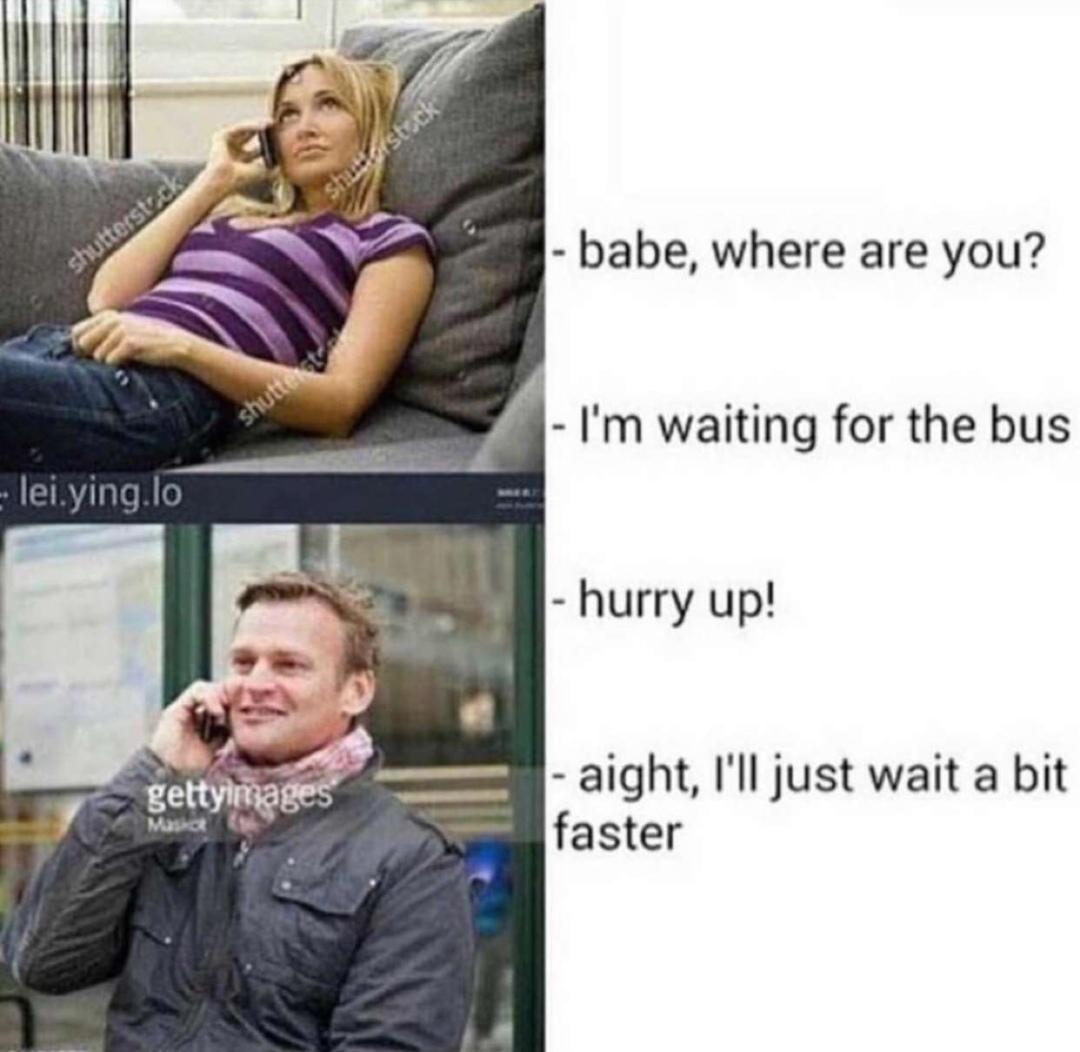 shutterstock
shutterstock
- babe, where are you?
shutterstock
- I'm waiting for the bus
- lei.ying.lo
- hurry up!
- aight, I'll just wait a bit
faster
gettyimages
Maskot